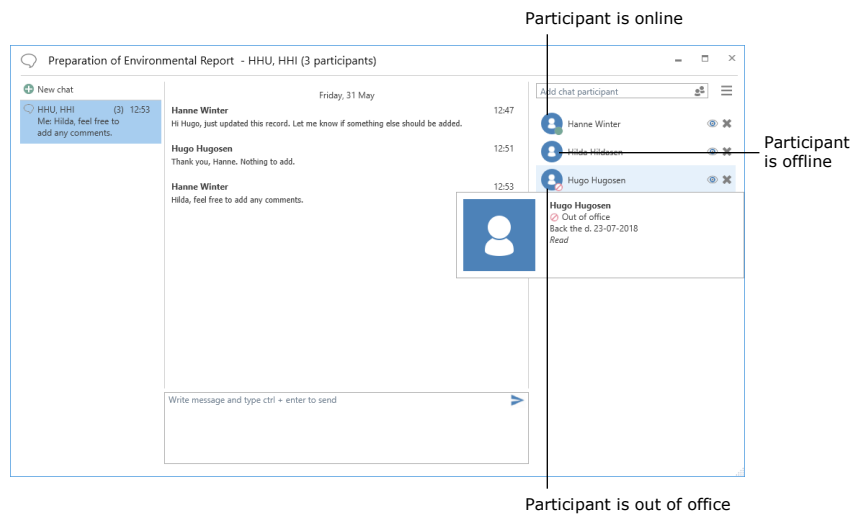 Participant is online
Preparation of Environmental Report - HHU, HHI (3 participants)
New chat
HHU, HHI (3) 12:53
Me: Hilda, feel free to
add any comments.
Friday, 31 May
Hanne Winter 12:47
Hi Hugo, just updated this record. Let me know if something else should be added.
Hugo Hugosen 12:51
Thank you, Hanne. Nothing to add.
Hanne Winter 12:53
Hilda, feel free to add any comments.
Write message and type ctrl + enter to send
Add chat participant
Hanne Winter
Hilda Hildasen
Hugo Hugosen
Participant
is offline
Hugo Hugosen
Out of office
Back the d. 23-07-2018
Read
Participant is out of office